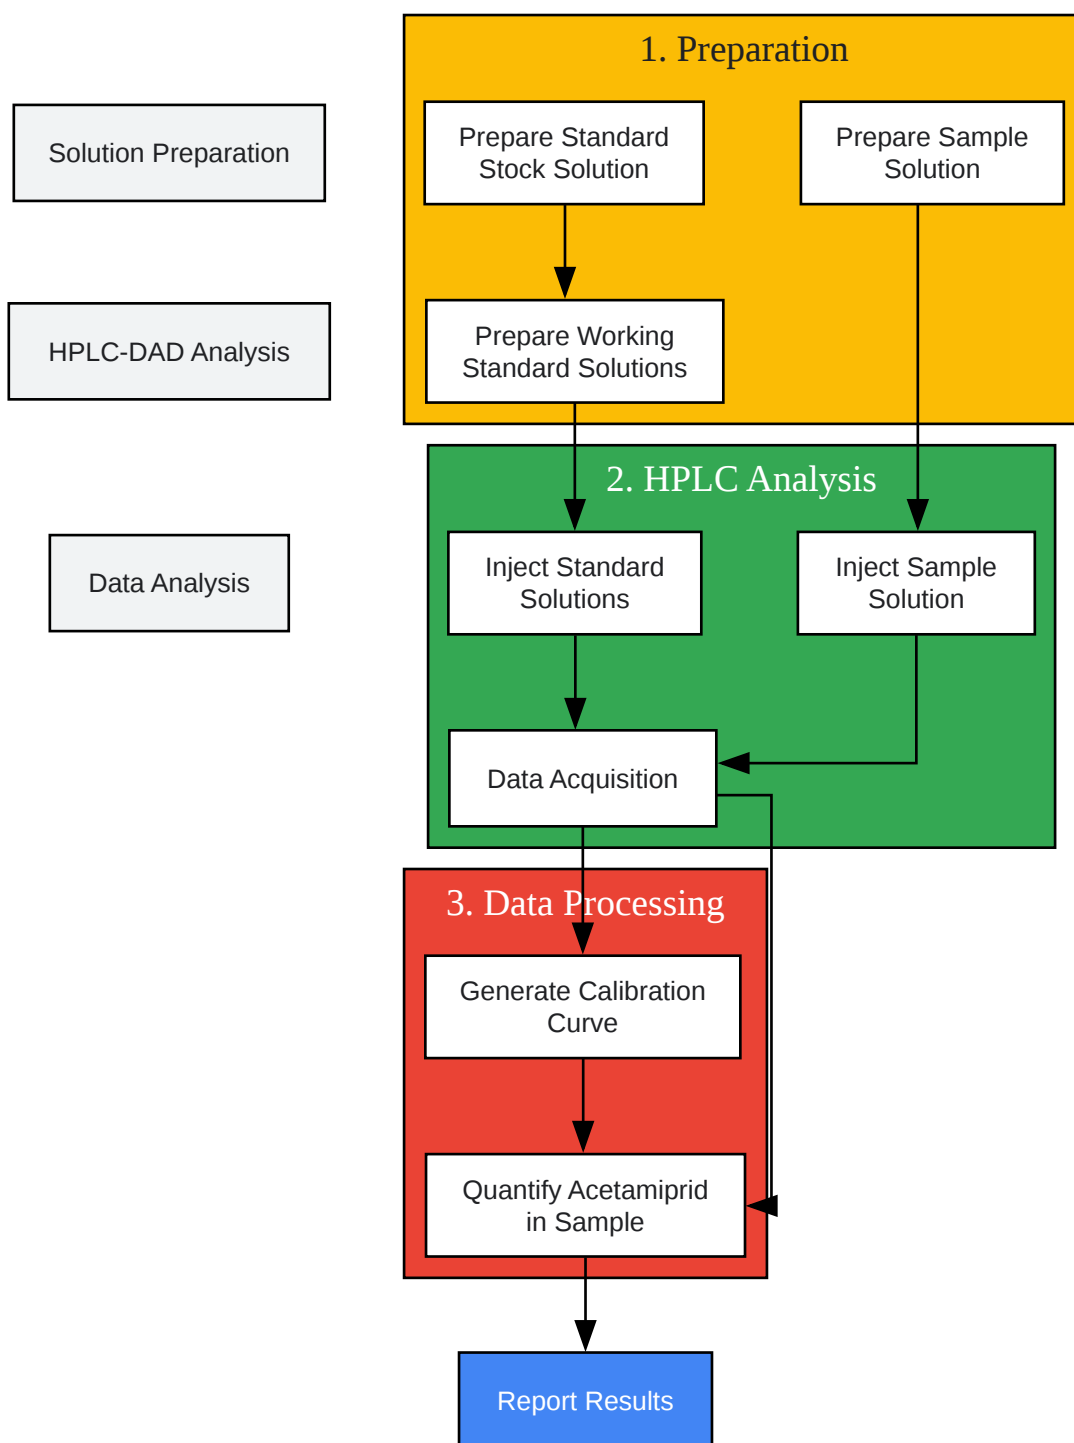 1. Preparation
Solution Preparation
Prepare Standard
Stock Solution
Prepare Sample
Solution
HPLC-DAD Analysis
Prepare Working
Standard Solutions
2. HPLC Analysis
Data Analysis
Inject Standard
Solutions
Inject Sample
Solution
Data Acquisition
3. Data Processing
Generate Calibration
Curve
Quantify Acetamiprid
in Sample
Report Results